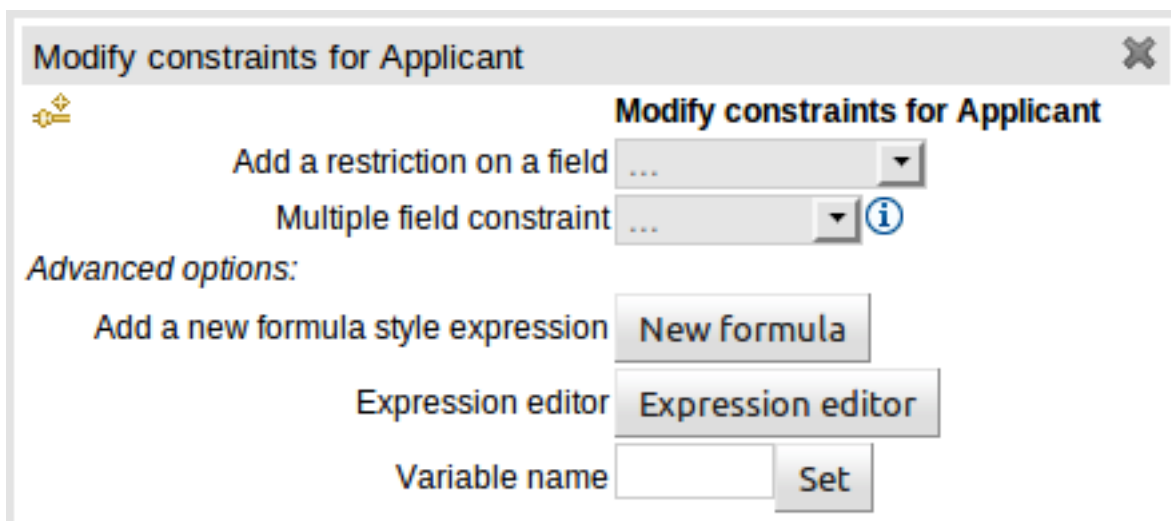 Modify constraints for Applicant
Modify constraints for Applicant
Add a restriction on a field ...
Multiple field constraint ...
Advanced options:
Add a new formula style expression New formula
Expression editor Expression editor
Variable name Set